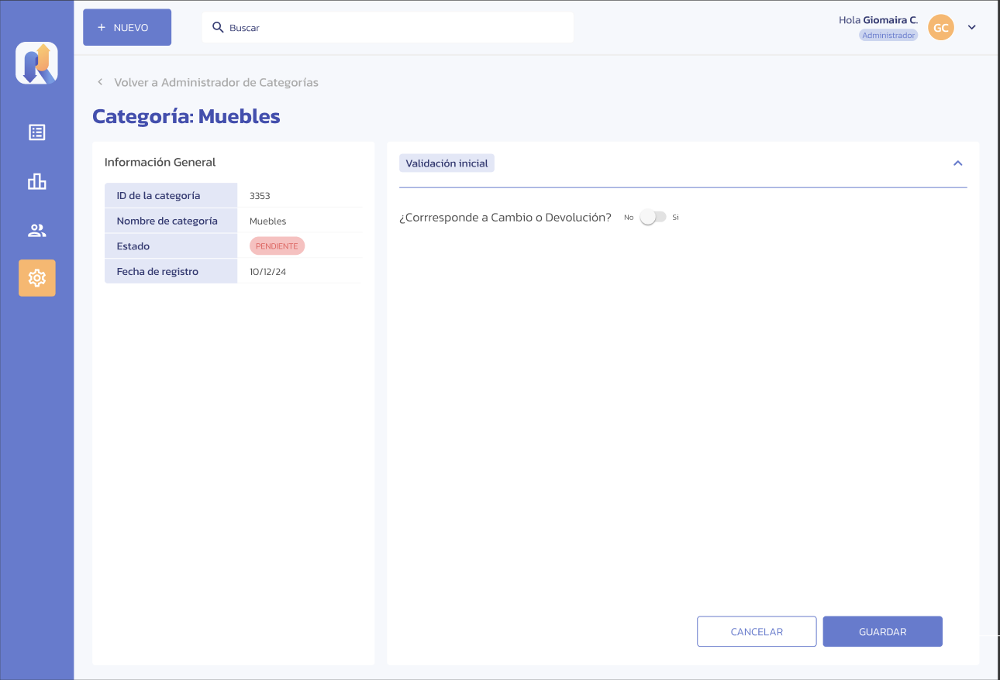 + NUEVO
Buscar
Hola Giomaira C.
Administrador
GC
Volver a Administrador de Categorías
Categoría: Muebles
Información General
ID de la categoría 3353
Nombre de categoría Muebles
Estado PENDIENTE
Fecha de registro 10/12/24
Validación inicial
¿Corrresponde a Cambio o Devolución? No Si
CANCELAR GUARDAR